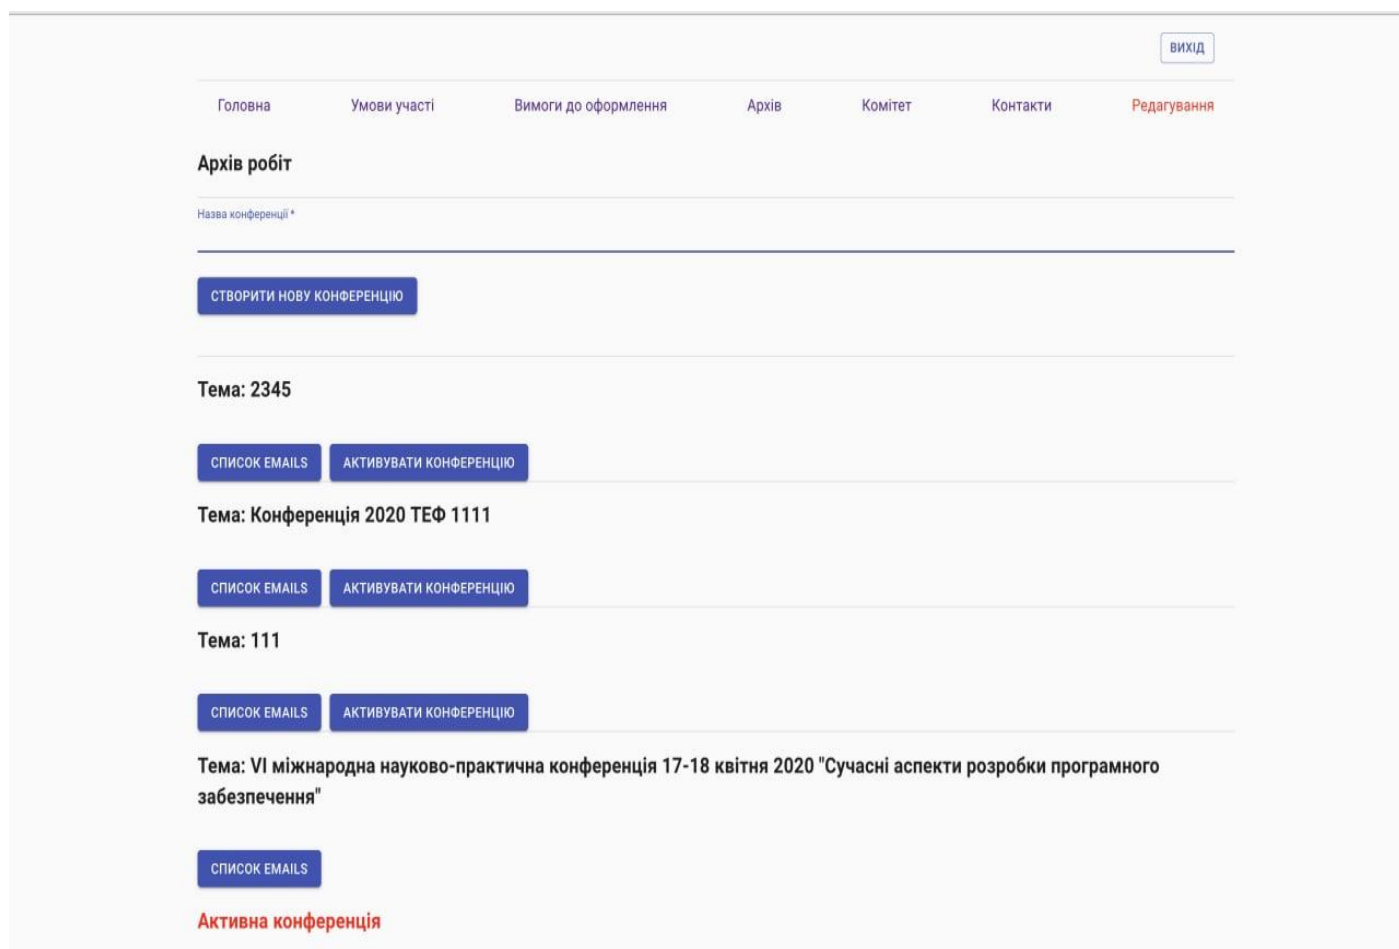 ВИХІД
Головна Умови участі Вимоги до оформлення Архів Комітет Контакти Редагування
Архів робіт
Назва конференції *
СТВОРИТИ НОВУ КОНФЕРЕНЦІЮ
Тема: 2345
СПИСОК EMAILS АКТИВУВАТИ КОНФЕРЕНЦІЮ
Тема: Конференція 2020 ТЕФ 1111
СПИСОК EMAILS АКТИВУВАТИ КОНФЕРЕНЦІЮ
Тема: 111
СПИСОК EMAILS АКТИВУВАТИ КОНФЕРЕНЦІЮ
Тема: VI міжнародна науково-практична конференція 17-18 квітня 2020 "Сучасні аспекти розробки програмного
забезпечення"
СПИСОК EMAILS
Активна конференція